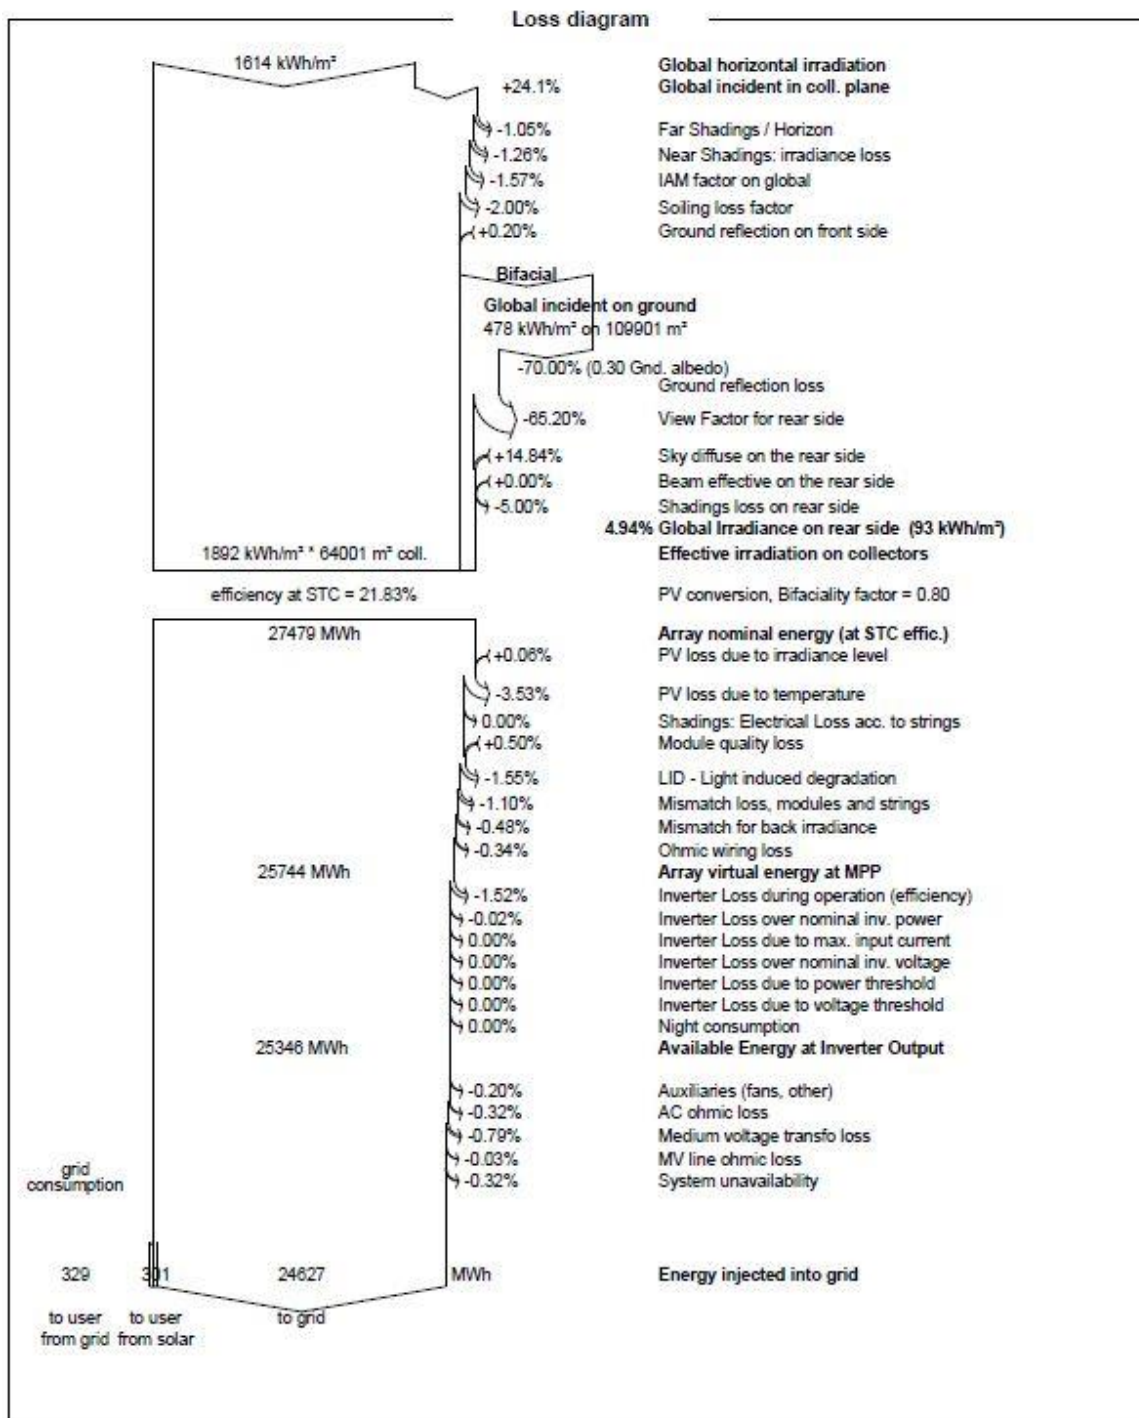 Loss diagram
1614 kWh/m² Global horizontal irradiation
+24.1% Global incident in coll. plane
-1.05% Far Shadings / Horizon
-1.26% Near Shadings: irradiance loss
-1.57% IAM factor on global
-2.00% Soiling loss factor
+0.20% Ground reflection on front side
Bifacial
Global incident on ground
478 kWh/m² on 109901 m²
-70.00% (0.30 Gnd. albedo)
Ground reflection loss
-65.20% View Factor for rear side
+14.84% Sky diffuse on the rear side
+0.00% Beam effective on the rear side
-5.00% Shadings loss on rear side
4.94% Global Irradiance on rear side (93 kWh/m²)
1892 kWh/m² * 64001 m² coll. Effective irradiation on collectors
efficiency at STC = 21.83% PV conversion, Bifaciality factor = 0.80
27479 MWh Array nominal energy (at STC effic.)
+0.06% PV loss due to irradiance level
-3.53% PV loss due to temperature
0.00% Shadings: Electrical Loss acc. to strings
+0.50% Module quality loss
-1.55% LID - Light induced degradation
-1.10% Mismatch loss, modules and strings
-0.48% Mismatch for back irradiance
-0.34% Ohmic wiring loss
25744 MWh Array virtual energy at MPP
-1.52% Inverter Loss during operation (efficiency)
-0.02% Inverter Loss over nominal inv. power
0.00% Inverter Loss due to max. input current
0.00% Inverter Loss over nominal inv. voltage
0.00% Inverter Loss due to power threshold
0.00% Inverter Loss due to voltage threshold
0.00% Night consumption
25346 MWh Available Energy at Inverter Output
-0.20% Auxiliaries (fans, other)
-0.32% AC ohmic loss
-0.79% Medium voltage transfo loss
-0.03% MV line ohmic loss
-0.32% System unavailability
grid
consumption
329 301 24627 MWh Energy injected into grid
to user to user to grid
from grid from solar